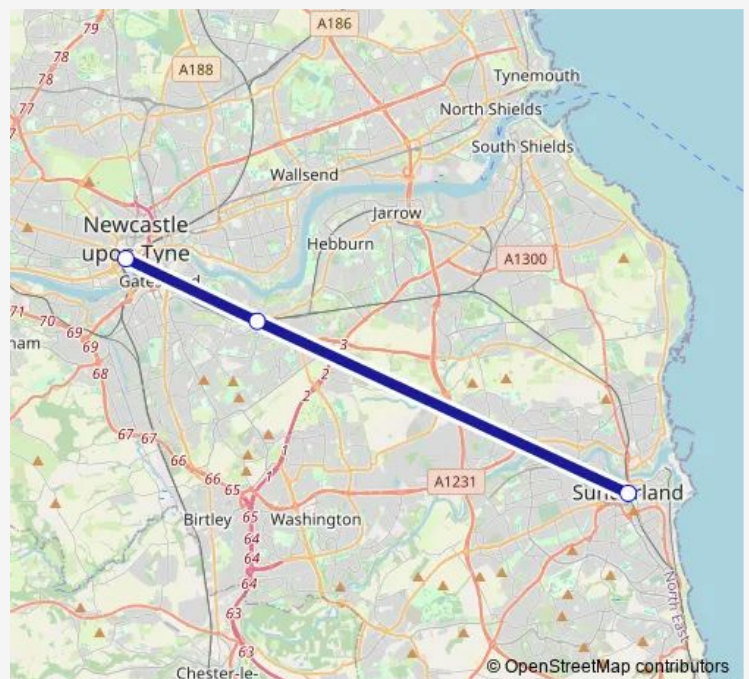 79
A186
78
A188
78
Tynemouth
77
North Shields
7
South Shields
Wallsend
Jarrow
Newcastle
upon Tyne
Hebburn
A1300
71
70
69
3
ham
69
2
68
2
67
67
66
1
66
65
A1231
Sunderland
65
Birtley
Washington
64
64
64
North East
63
63
Chester-le-
© OpenStreetMap contributors